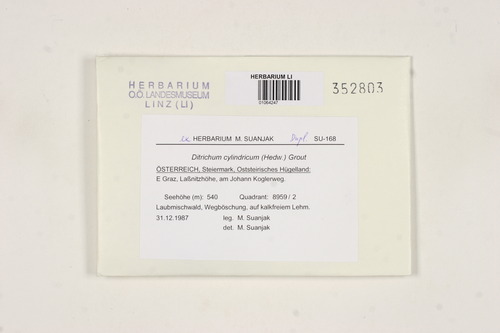 HERBARIUM
O.Ö. LANDESMUSEUM
LINZ (LI)
HERBARIUM LI
01064247
352803
ex HERBARIUM M. SUANJAK Dupl SU-168
Ditrichum cylindricum (Hedw.) Grout
ÖSTERREICH, Steiermark, Oststeirisches Hügelland:
E Graz, Laßnitzhöhe, am Johann Koglerweg.
Seehöhe (m): 540 Quadrant: 8959 / 2
Laubmischwald, Wegböschung, auf kalkfreiem Lehm.
31.12.1987 leg. M. Suanjak
det. M. Suanjak